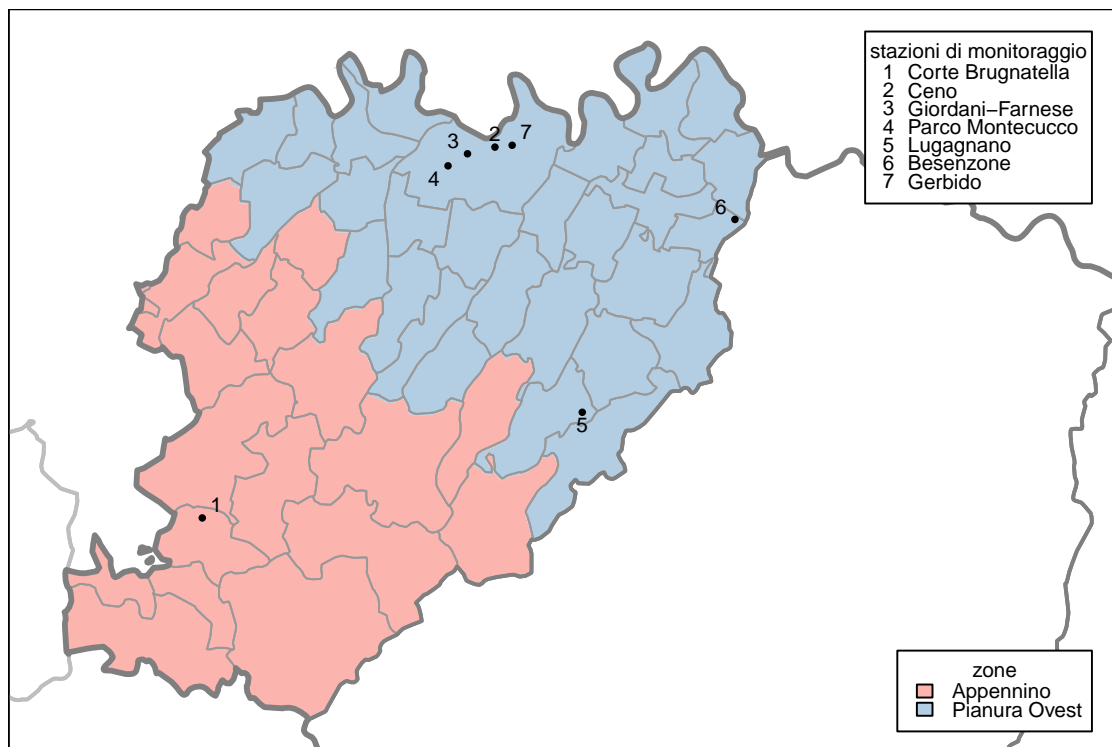 stazioni di monitoraggio
1 Corte Brugnatella
2 Ceno
3 Giordani−Farnese
4 Parco Montecucco
5 Lugagnano
6 Besenzone
7 Gerbido
2
7
3
4
6
5
1
zone
Appennino
Pianura Ovest